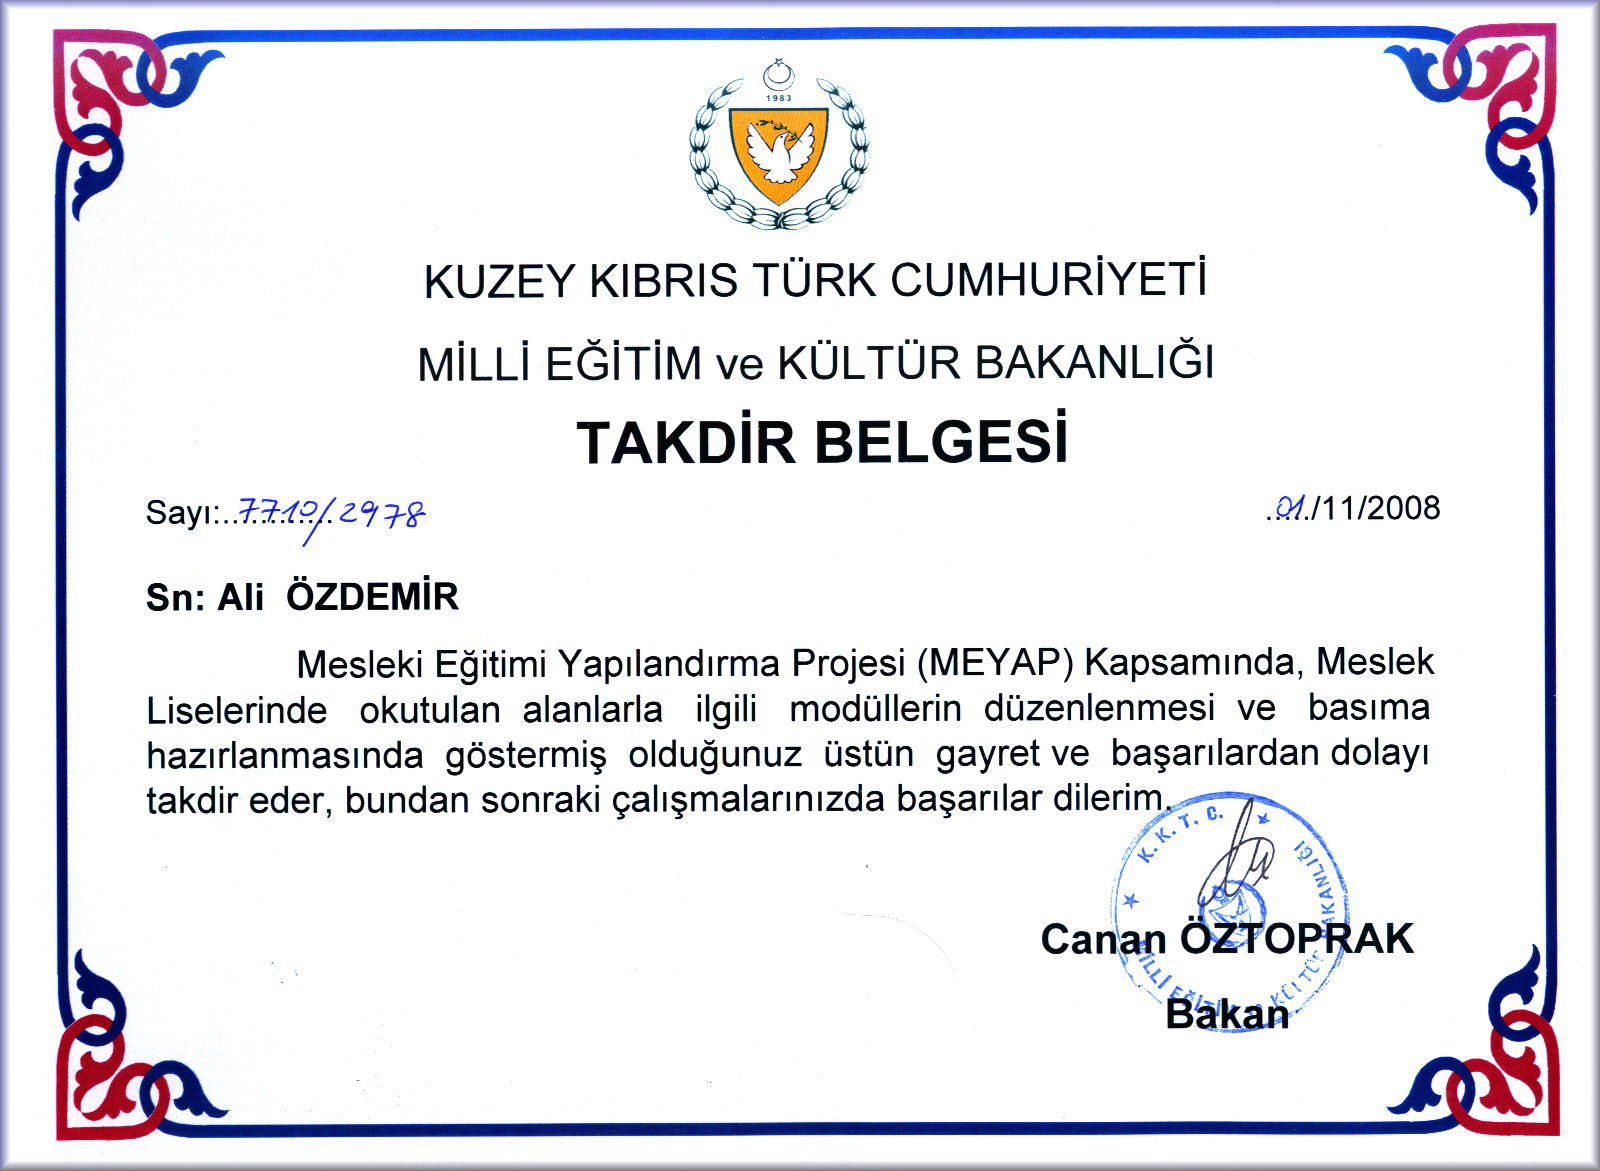 1983
KUZEY KIBRIS TÜRK CUMHURİYETİ
MİLLİ EĞİTİM ve KÜLTÜR BAKANLIĞI
TAKDİR BELGESİ
Sayı:.7710/2978
01/11/2008
Sn: Ali ÖZDEMİR
Mesleki Eğitimi Yapılandırma Projesi (MEYAP) Kapsamında, Meslek
Liselerinde okutulan alanlarla ilgili modüllerin düzenlenmesi ve basıma
hazırlanmasında göstermiş olduğunuz üstün gayret ve başarılardan dolayı
takdir eder, bundan sonraki çalışmalarınızda başarılar dilerim.
K. K. T. C.
MİLLİ EĞİTİM KÜLTÜR BAKANLIĞI
Canan ÖZTOPRAK
Bakan